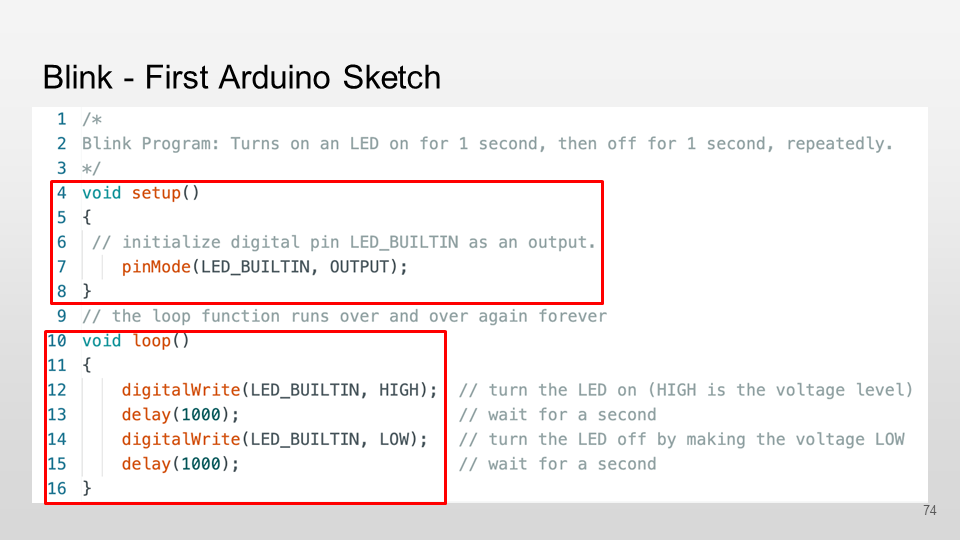 Blink - First Arduino Sketch
1 /*
2 Blink Program: Turns on an LED on for 1 second, then off for 1 second, repeatedly.
3 */
4 void setup()
5 {
6 // initialize digital pin LED_BUILTIN as an output.
7 pinMode(LED_BUILTIN, OUTPUT);
8 }
9 // the loop function runs over and over again forever
10 void loop()
11 {
12 digitalWrite(LED_BUILTIN, HIGH); // turn the LED on (HIGH is the voltage level)
13 delay(1000); // wait for a second
14 digitalWrite(LED_BUILTIN, LOW); // turn the LED off by making the voltage LOW
15 delay(1000); // wait for a second
16 }
74